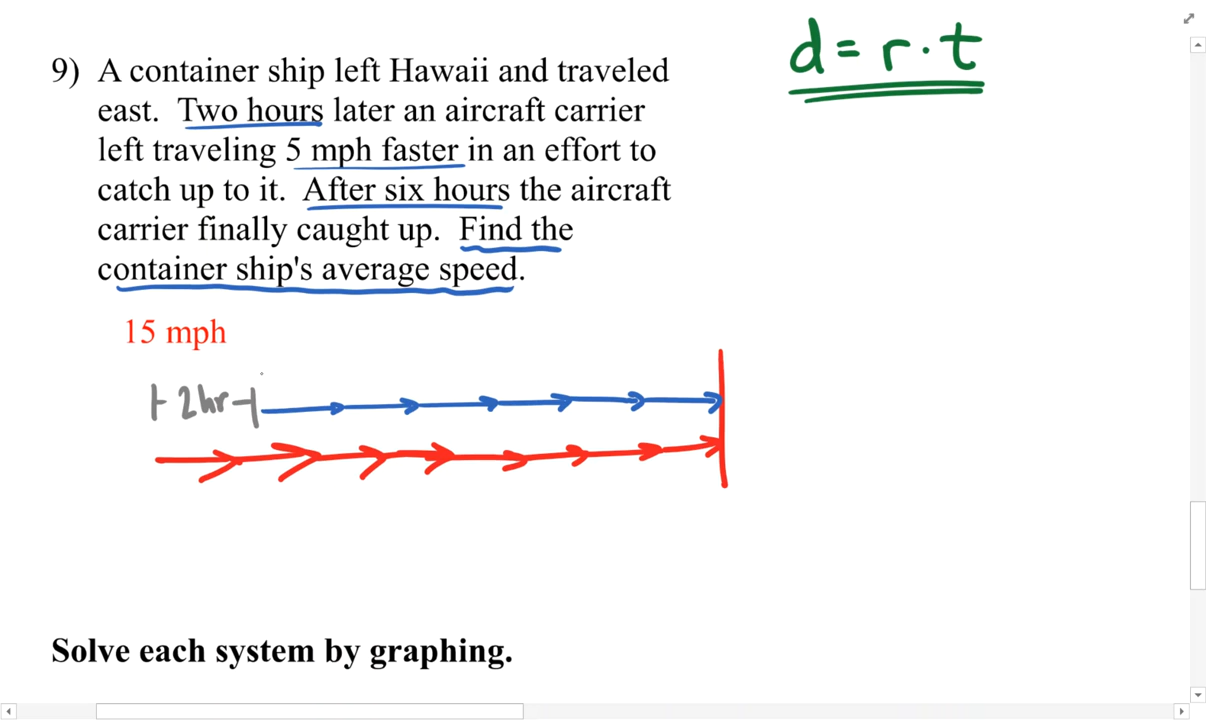 d = r · t
9) A container ship left Hawaii and traveled
east. Two hours later an aircraft carrier
left traveling 5 mph faster in an effort to
catch up to it. After six hours the aircraft
carrier finally caught up. Find the
container ship's average speed.
15 mph
2hr
Solve each system by graphing.